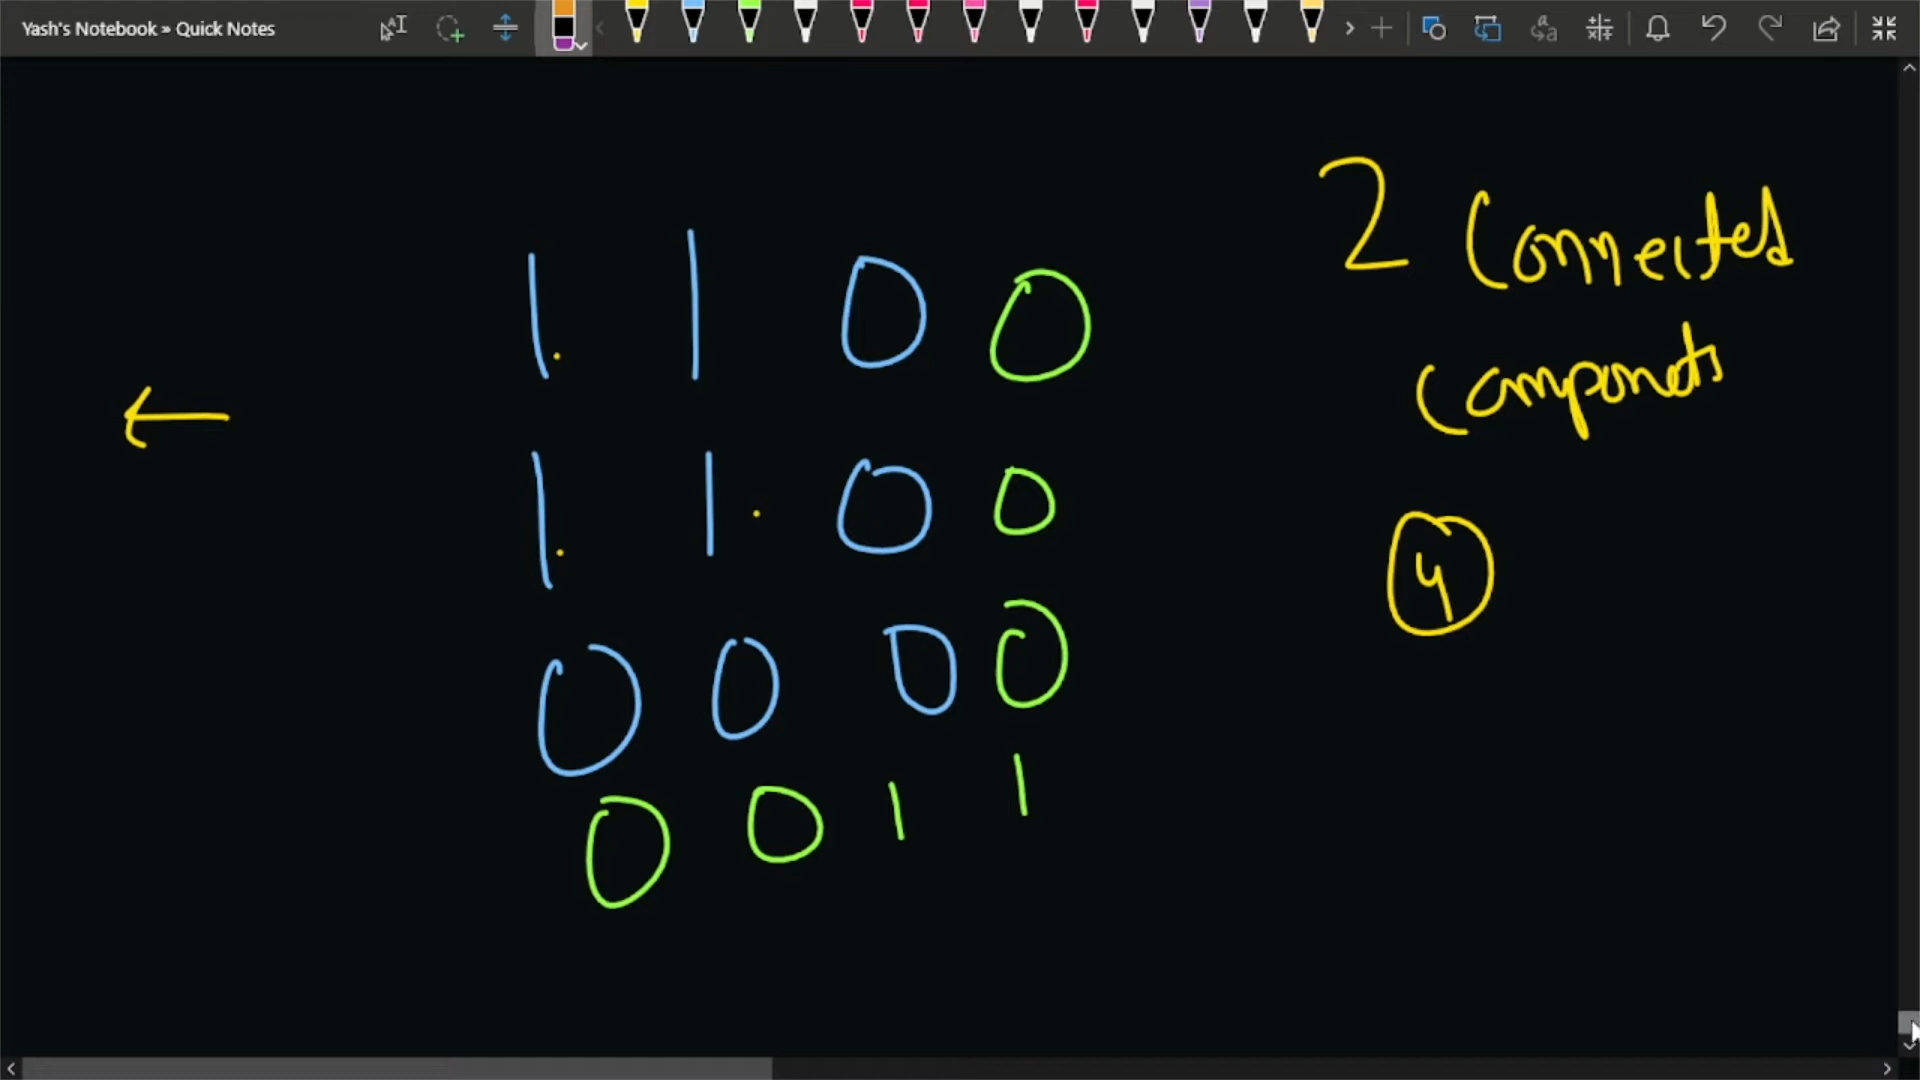 Yash's Notebook » Quick Notes
2 Connected
Components
1 1 0 0
1 1 0 0
4
0 0 0 0
0 0 1 1